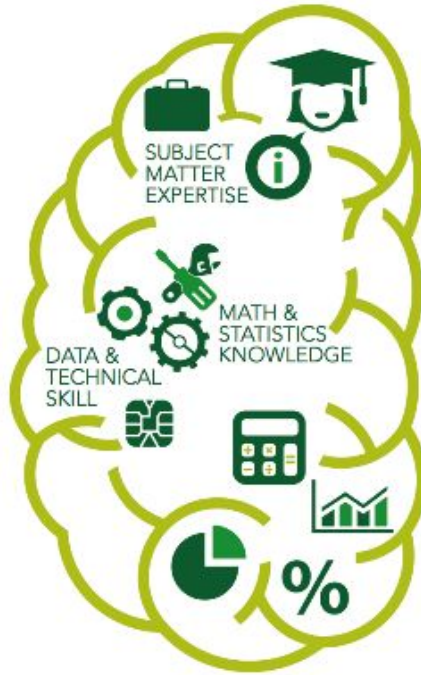 SUBJECT
MATTER
EXPERTISE
i
MATH &
STATISTICS
KNOWLEDGE
DATA &
TECHNICAL
SKILL
%